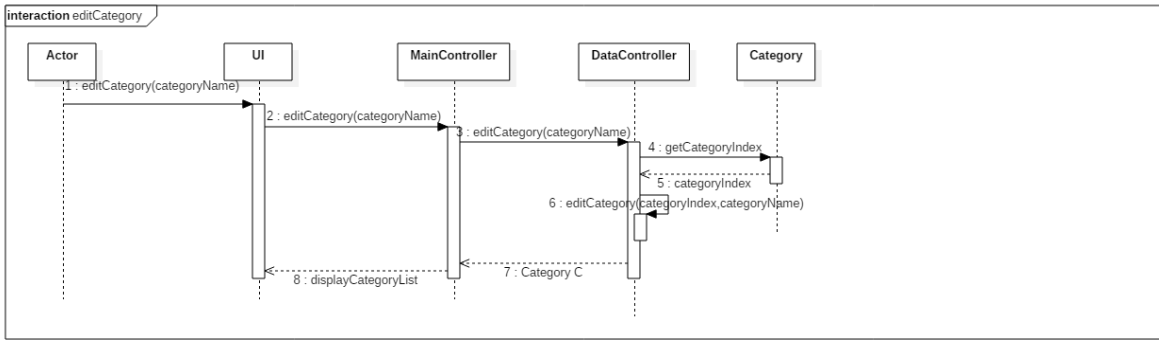 interaction editCategory
Actor
UI
MainController
DataController
Category
1 : editCategory(categoryName)
2 : editCategory(categoryName)
3 : editCategory(categoryName)
4 : getCategoryIndex
5 : categoryIndex
6 : editCategory(categoryIndex,categoryName)
7 : Category C
8 : displayCategoryList